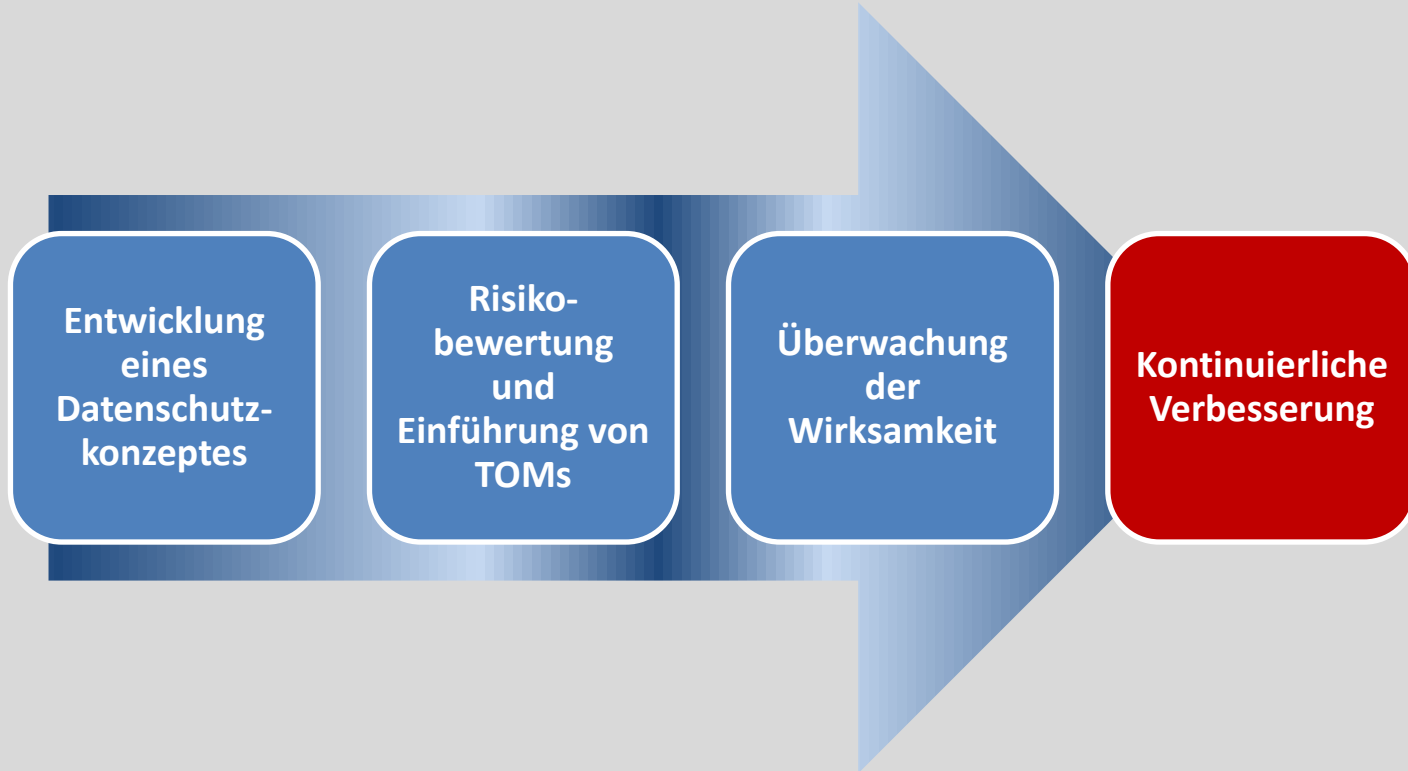 Entwicklung
eines
Datenschutz-
konzeptes
Risiko-
bewertung
und
Einführung von
TOMs
Überwachung
der
Wirksamkeit
Kontinuierliche
Verbesserung